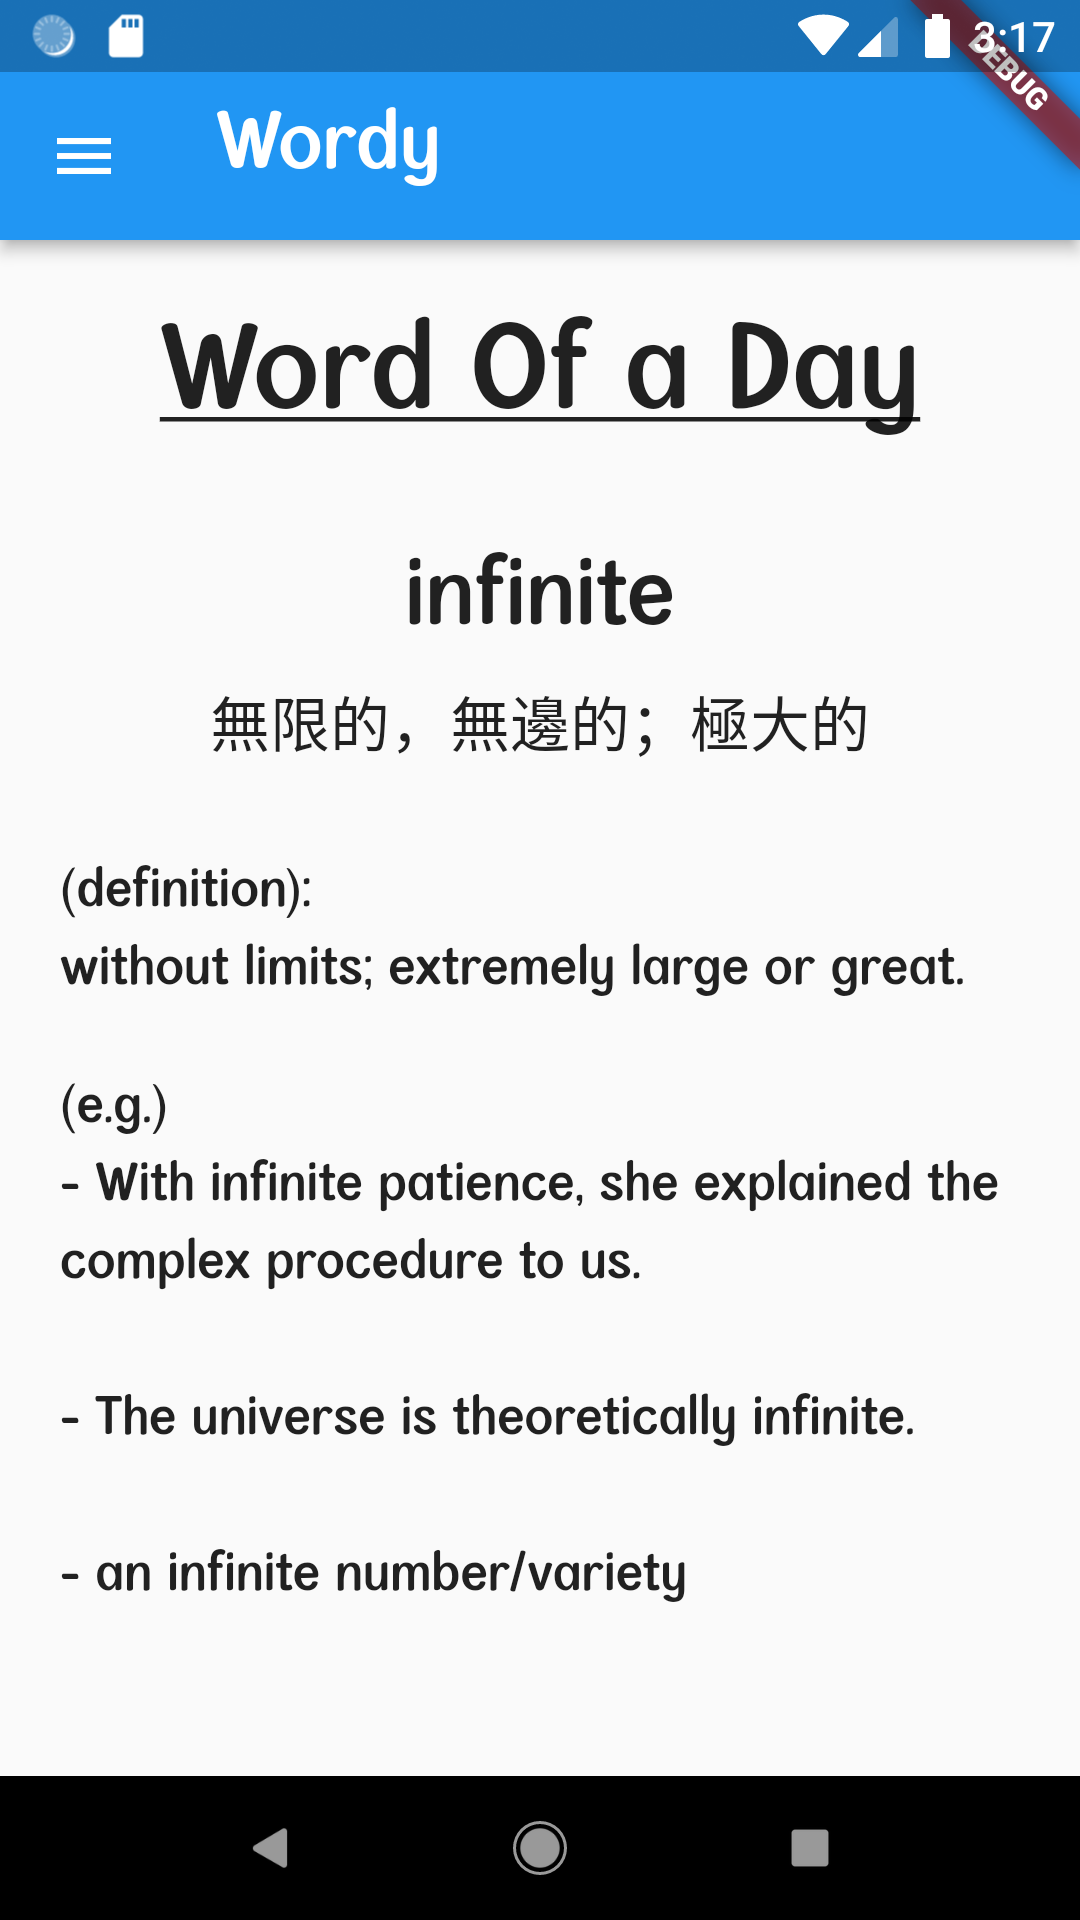 3:17
DEBUG
Wordy
Word Of a Day
infinite
無限的，無邊的；極大的
(definition):
without limits; extremely large or great.
(e.g.)
- With infinite patience, she explained the
complex procedure to us.
- The universe is theoretically infinite.
- an infinite number/variety